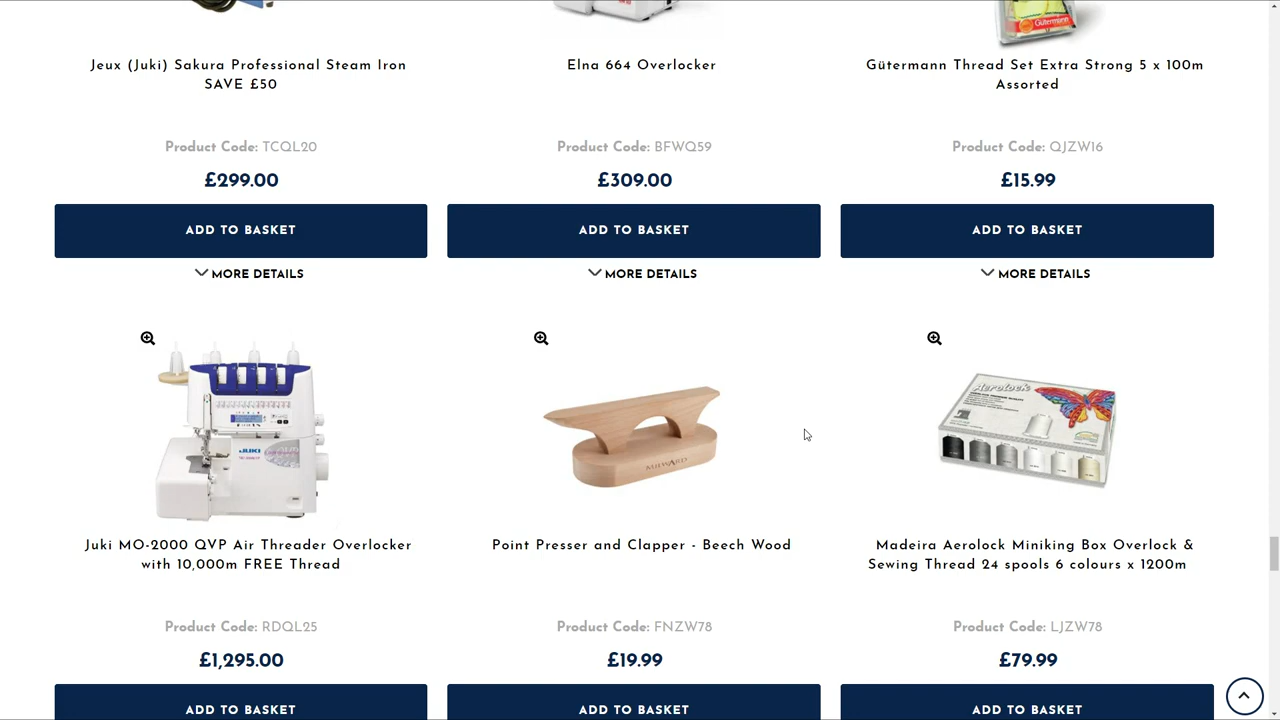 Gütermann
Jeux (Juki) Sakura Professional Steam Iron
SAVE £50
Elna 664 Overlocker
Gütermann Thread Set Extra Strong 5 x 100m
Assorted
Product Code: TCQL20
Product Code: BFWQ59
Product Code: QJZW16
£299.00
£309.00
£15.99
ADD TO BASKET
ADD TO BASKET
ADD TO BASKET
MORE DETAILS
MORE DETAILS
MORE DETAILS
JUKI
Aerolock
Juki MO-2000 QVP Air Threader Overlocker
with 10,000m FREE Thread
Point Presser and Clapper - Beech Wood
Madeira Aerolock Miniking Box Overlock &
Sewing Thread 24 spools 6 colours x 1200m
Product Code: RDQL25
Product Code: FNZW78
Product Code: LJZW78
£1,295.00
£19.99
£79.99
ADD TO BASKET
ADD TO BASKET
ADD TO BASKET